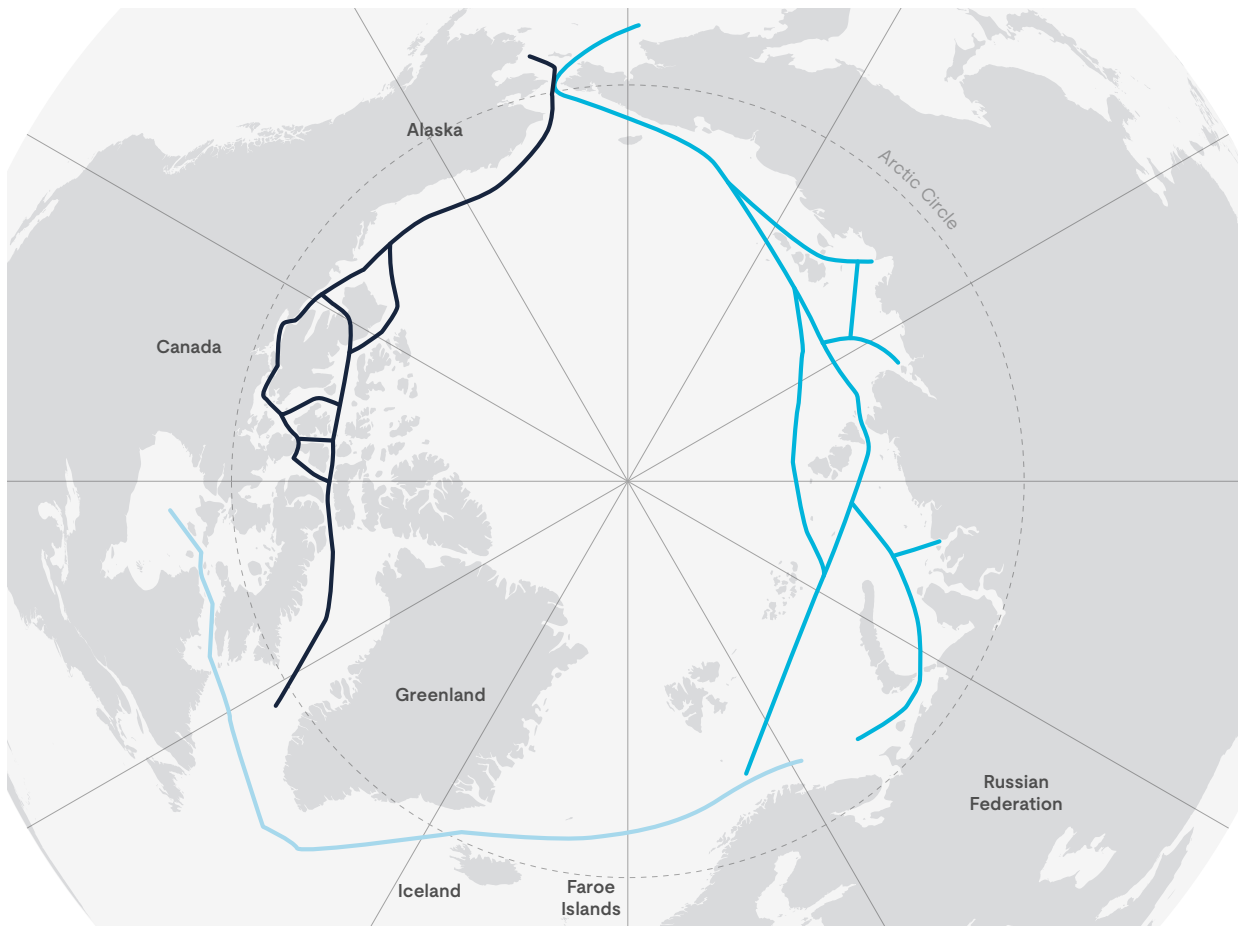 Alaska
Arctic Circle
Canada
Greenland
Russian
Federation
Iceland
Faroe
Islands